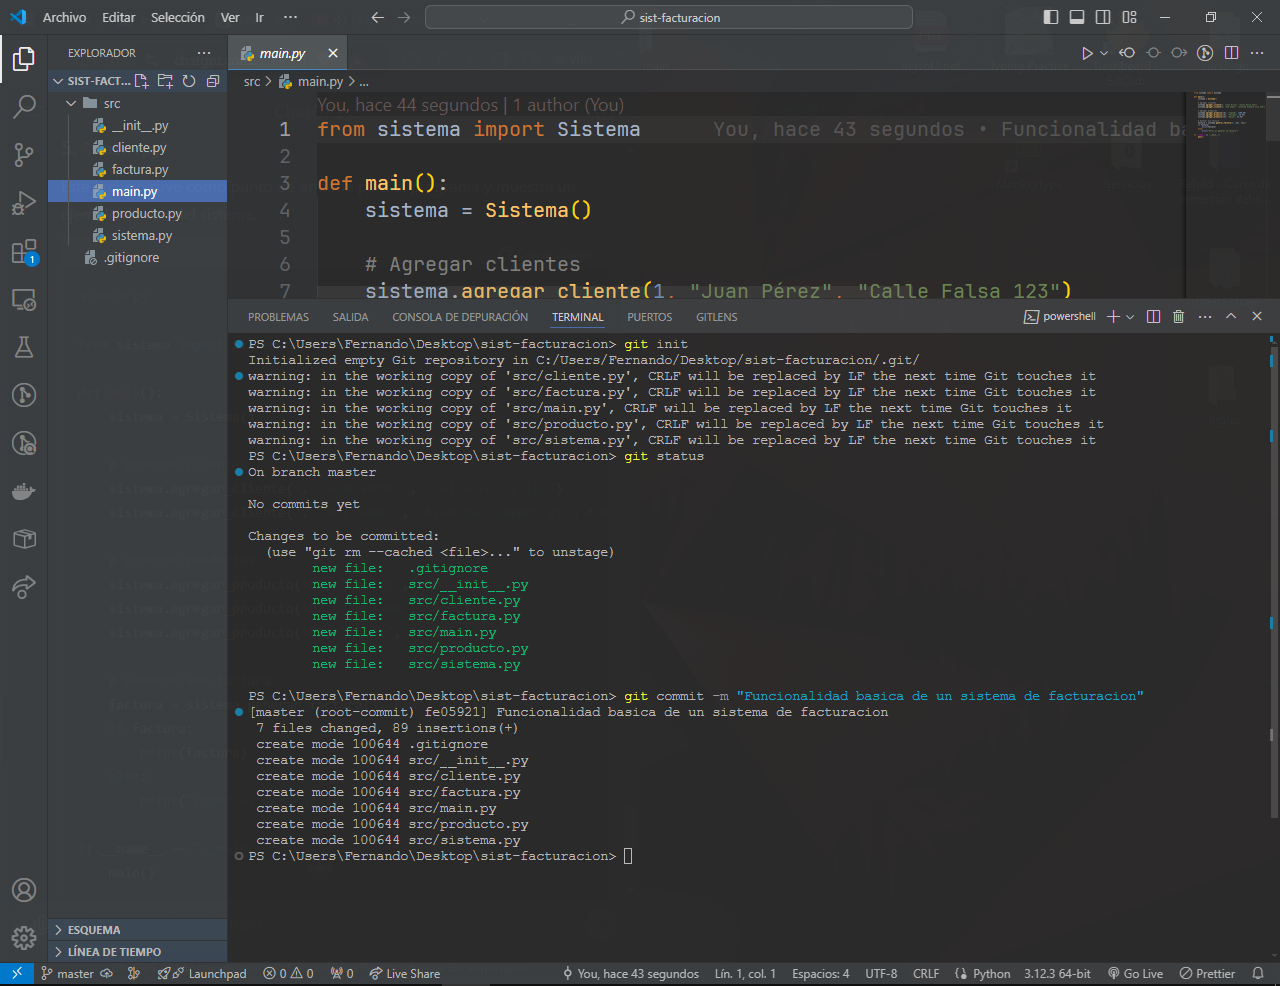 Archivo Editar Selección Ver Ir ··· sist-facturacion
EXPLORADOR ···
main.py
SIST-FACT...
src > main.py > ...
src
__init__.py
cliente.py
factura.py
main.py
producto.py
sistema.py
.gitignore
You, hace 44 segundos | 1 author (You)
1 from sistema import Sistema You, hace 43 segundos • Funcionalidad ba
2
3 def main():
4 sistema = Sistema()
5
6 # Agregar clientes
7 sistema.agregar_cliente(1, "Juan Pérez", "Calle Falsa 123")
PROBLEMAS SALIDA CONSOLA DE DEPURACIÓN TERMINAL PUERTOS GITLENS powershell
PS C:\Users\Fernando\Desktop\sist-facturacion> git init
Initialized empty Git repository in C:/Users/Fernando/Desktop/sist-facturacion/.git/
warning: in the working copy of 'src/cliente.py', CRLF will be replaced by LF the next time Git touches it
warning: in the working copy of 'src/factura.py', CRLF will be replaced by LF the next time Git touches it
warning: in the working copy of 'src/main.py', CRLF will be replaced by LF the next time Git touches it
warning: in the working copy of 'src/producto.py', CRLF will be replaced by LF the next time Git touches it
warning: in the working copy of 'src/sistema.py', CRLF will be replaced by LF the next time Git touches it
PS C:\Users\Fernando\Desktop\sist-facturacion> git status
On branch master
No commits yet
Changes to be committed:
(use "git rm --cached <file>..." to unstage)
new file: .gitignore
new file: src/__init__.py
new file: src/cliente.py
new file: src/factura.py
new file: src/main.py
new file: src/producto.py
new file: src/sistema.py
PS C:\Users\Fernando\Desktop\sist-facturacion> git commit -m "Funcionalidad basica de un sistema de facturacion"
[master (root-commit) fe05921] Funcionalidad basica de un sistema de facturacion
7 files changed, 89 insertions(+)
create mode 100644 .gitignore
create mode 100644 src/__init__.py
create mode 100644 src/cliente.py
create mode 100644 src/factura.py
create mode 100644 src/main.py
create mode 100644 src/producto.py
create mode 100644 src/sistema.py
PS C:\Users\Fernando\Desktop\sist-facturacion>
1
ESQUEMA
LÍNEA DE TIEMPO
master Launchpad 0 0 0 Live Share You, hace 43 segundos Lín. 1, col. 1 Espacios: 4 UTF-8 CRLF Python 3.12.3 64-bit Go Live Prettier